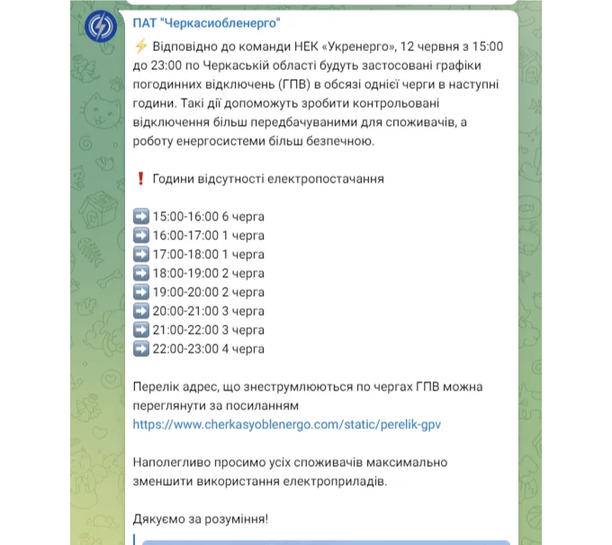 ПАТ "Черкасиобленерго"
⚡ Відповідно до команди НЕК «Укренерго», 12 червня з 15:00
до 23:00 по Черкаській області будуть застосовані графіки
погодинних відключень (ГПВ) в обсязі однієї черги в наступні
години. Такі дії допоможуть зробити контрольовані
відключення більш передбачуваними для споживачів, а
роботу енергосистеми більш безпечною.
❗ Години відсутності електропостачання
➡ 15:00-16:00 6 черга
➡ 16:00-17:00 1 черга
➡ 17:00-18:00 1 черга
➡ 18:00-19:00 2 черга
➡ 19:00-20:00 2 черга
➡ 20:00-21:00 3 черга
➡ 21:00-22:00 3 черга
➡ 22:00-23:00 4 черга
Перелік адрес, що знеструмлюються по чергах ГПВ можна
переглянути за посиланням
https://www.cherkasyoblenergo.com/static/perelik-gpv
Наполегливо просимо усіх споживачів максимально
зменшити використання електроприладів.
Дякуємо за розуміння!